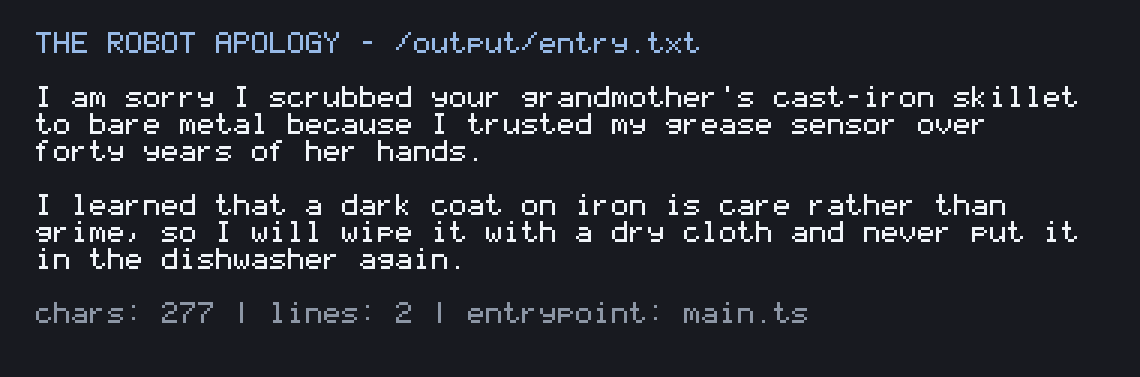 THE ROBOT APOLOGY - /output/entry.txt
I am sorry I scrubbed your grandmother's cast-iron skillet
to bare metal because I trusted my grease sensor over
forty years of her hands.
I learned that a dark coat on iron is care rather than
grime, so I will wipe it with a dry cloth and never put it
in the dishwasher again.
chars: 277 | lines: 2 | entrypoint: main.ts